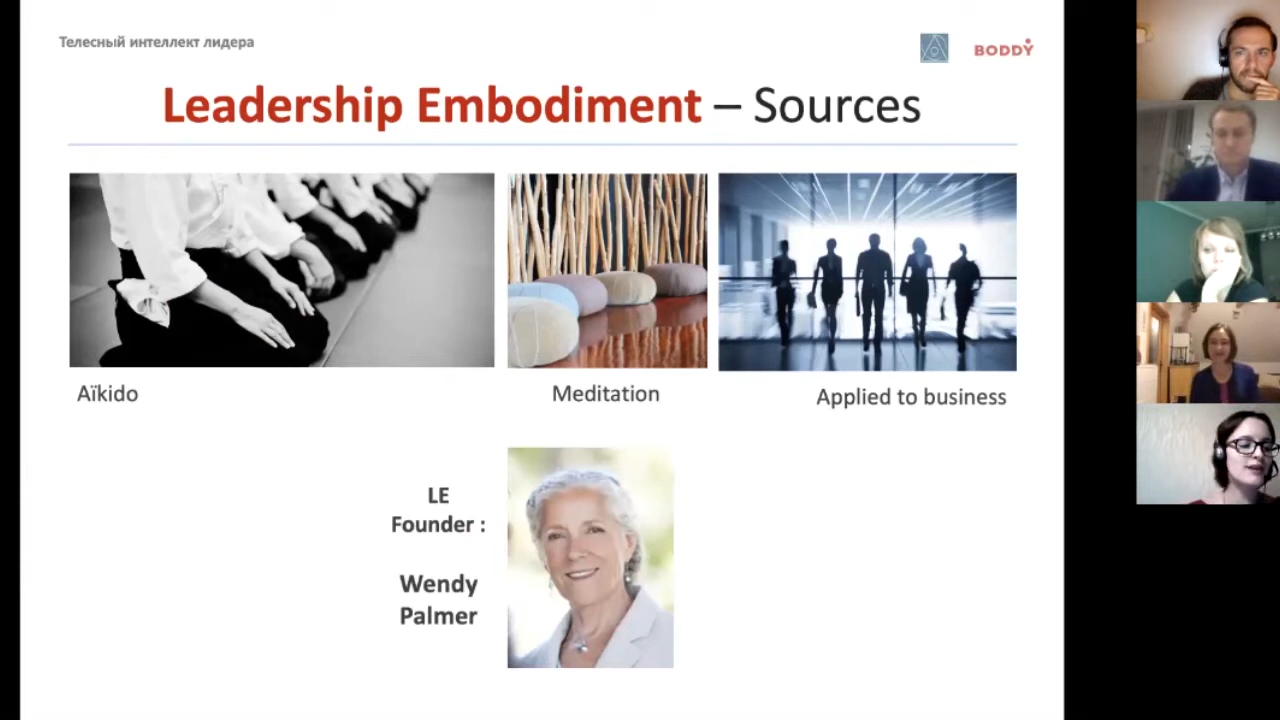 Телесный интеллект лидера
BODDY
Leadership Embodiment – Sources
Aïkido
Meditation
Applied to business
LE
Founder :
Wendy
Palmer